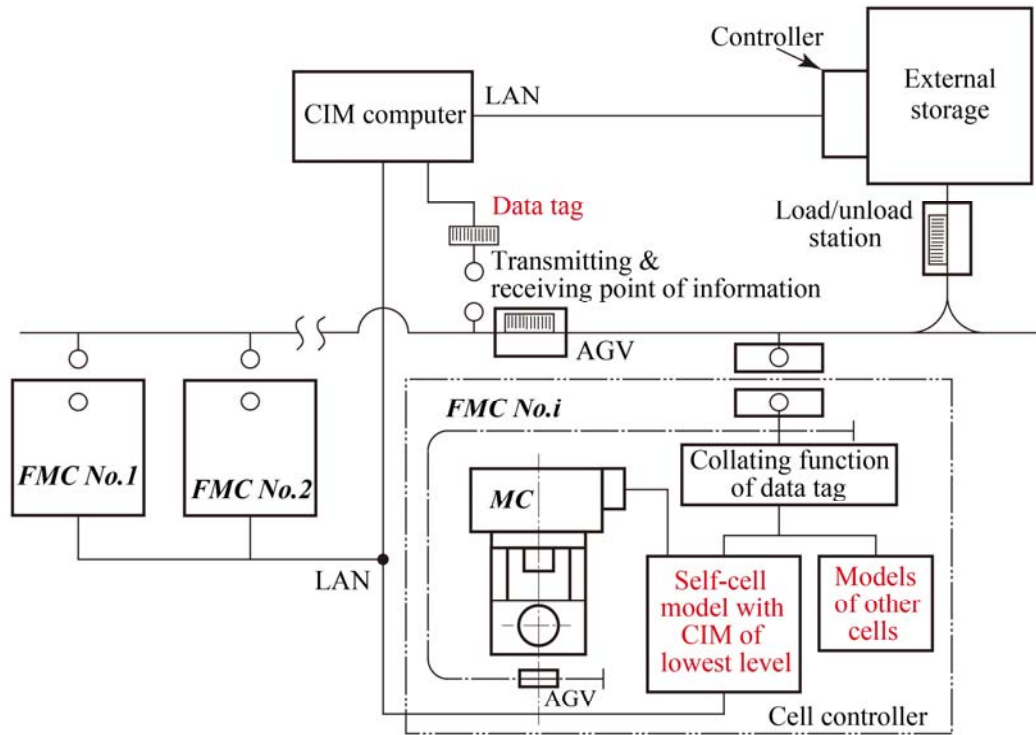 Controller
External
storage
CIM computer
LAN
Data tag
Load/unload
station
Transmitting &
receiving point of information
AGV
FMC No.1
FMC No.2
FMC No.i
Collating function
of data tag
MC
LAN
Self-cell
model with
CIM of
lowest level
Models
of other
cells
AGV
Cell controller